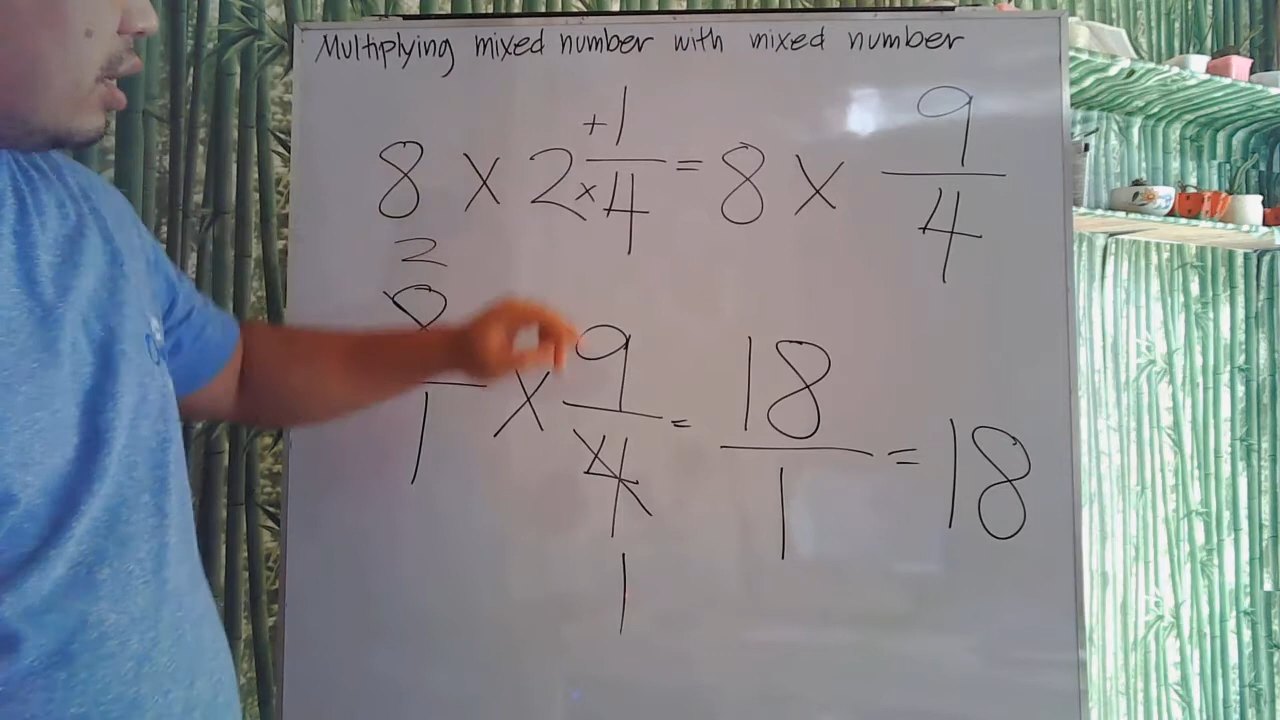 Multiplying mixed number with mixed number
8 x 2 x +1/4 = 8 x 9/4
2
8/1 x 9/4 = 18/1 = 18
1